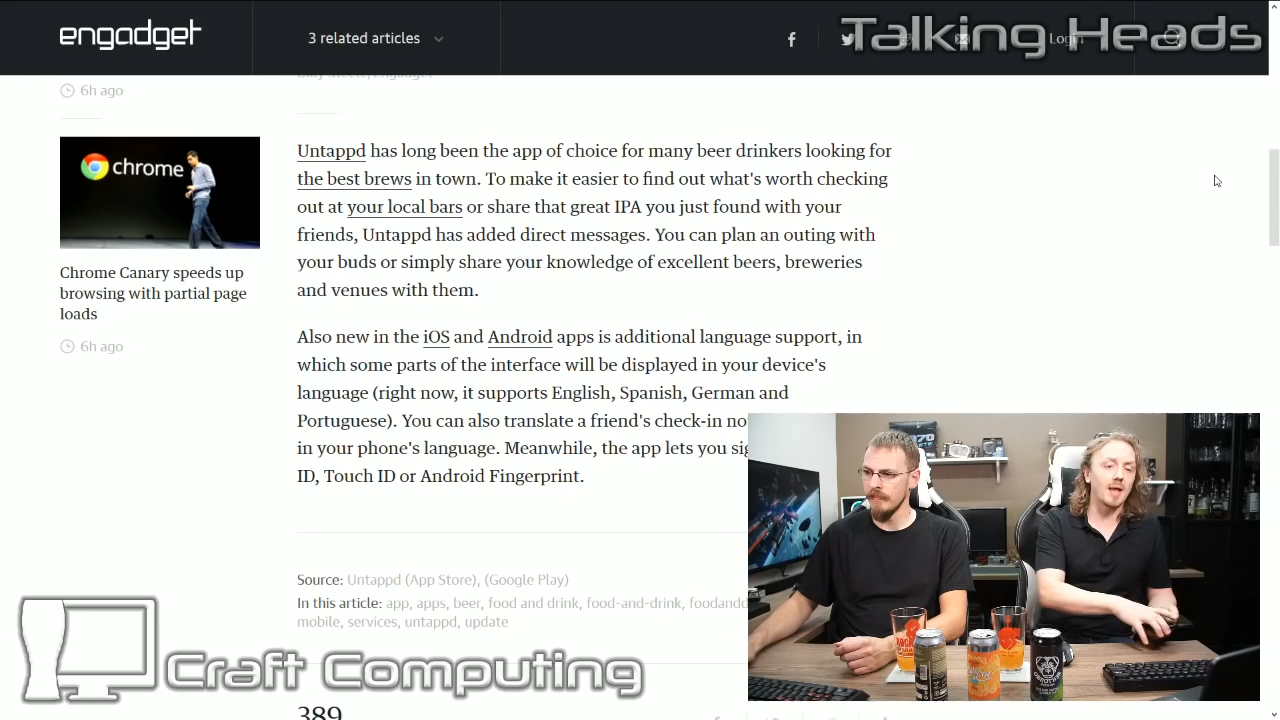 engadget
3 related articles
Login
Talking Heads
6h ago
chrome
Chrome Canary speeds up
browsing with partial page
loads
6h ago
Untappd has long been the app of choice for many beer drinkers looking for
the best brews in town. To make it easier to find out what's worth checking
out at your local bars or share that great IPA you just found with your
friends, Untappd has added direct messages. You can plan an outing with
your buds or simply share your knowledge of excellent beers, breweries
and venues with them.
Also new in the iOS and Android apps is additional language support, in
which some parts of the interface will be displayed in your device's
language (right now, it supports English, Spanish, German and
Portuguese). You can also translate a friend's check-in no
in your phone's language. Meanwhile, the app lets you sig
ID, Touch ID or Android Fingerprint.
Source: Untappd (App Store), (Google Play)
In this article: app, apps, beer, food and drink, food-and-drink, foodando
mobile, services, untappd, update
389
Craft Computing